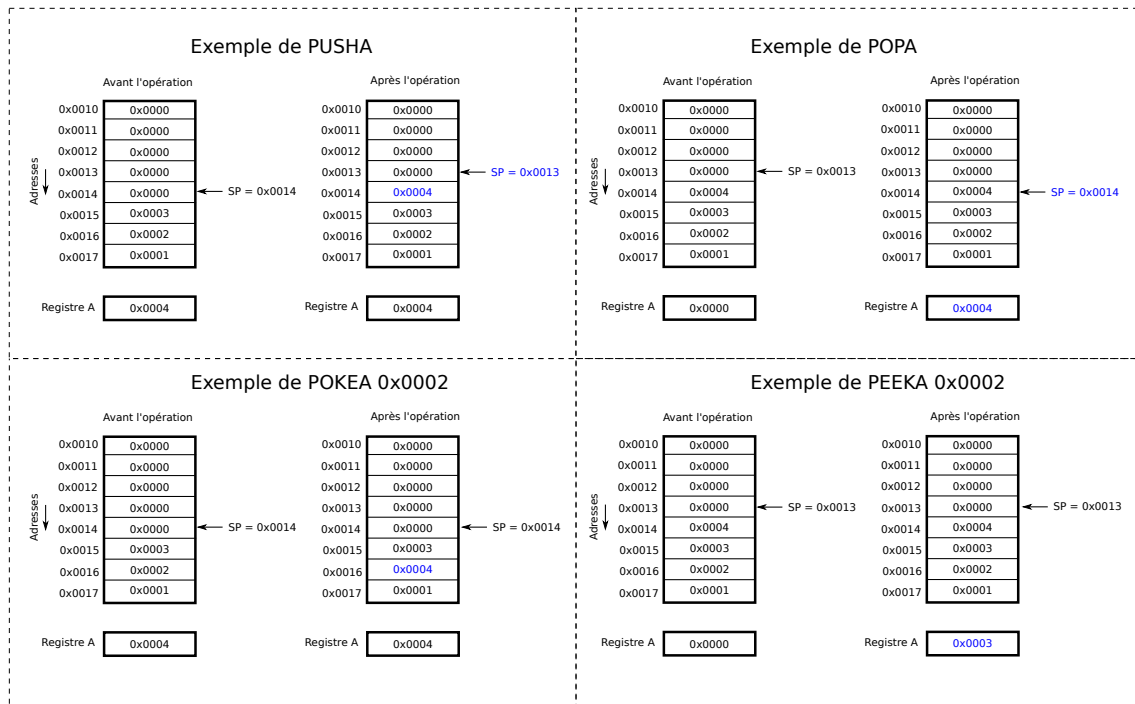 Exemple de PUSHA
Avant l'opération
Après l'opération
Adresses
0x0010 0x0000 0x0010 0x0000
0x0011 0x0000 0x0011 0x0000
0x0012 0x0000 0x0012 0x0000
0x0013 0x0000 0x0013 0x0000 SP = 0x0013
0x0014 0x0000 SP = 0x0014 0x0014 0x0004
0x0015 0x0003 0x0015 0x0003
0x0016 0x0002 0x0016 0x0002
0x0017 0x0001 0x0017 0x0001
Registre A 0x0004 Registre A 0x0004
Exemple de POPA
Avant l'opération
Après l'opération
Adresses
0x0010 0x0000 0x0010 0x0000
0x0011 0x0000 0x0011 0x0000
0x0012 0x0000 0x0012 0x0000
0x0013 0x0000 SP = 0x0013 0x0013 0x0000
0x0014 0x0004 0x0014 0x0004 SP = 0x0014
0x0015 0x0003 0x0015 0x0003
0x0016 0x0002 0x0016 0x0002
0x0017 0x0001 0x0017 0x0001
Registre A 0x0000 Registre A 0x0004
Exemple de POKEA 0x0002
Avant l'opération
Après l'opération
Adresses
0x0010 0x0000 0x0010 0x0000
0x0011 0x0000 0x0011 0x0000
0x0012 0x0000 0x0012 0x0000
0x0013 0x0000 0x0013 0x0000
0x0014 0x0000 SP = 0x0014 0x0014 0x0000 SP = 0x0014
0x0015 0x0003 0x0015 0x0003
0x0016 0x0002 0x0016 0x0004
0x0017 0x0001 0x0017 0x0001
Registre A 0x0004 Registre A 0x0004
Exemple de PEEKA 0x0002
Avant l'opération
Après l'opération
Adresses
0x0010 0x0000 0x0010 0x0000
0x0011 0x0000 0x0011 0x0000
0x0012 0x0000 0x0012 0x0000
0x0013 0x0000 SP = 0x0013 0x0013 0x0000 SP = 0x0013
0x0014 0x0004 0x0014 0x0004
0x0015 0x0003 0x0015 0x0003
0x0016 0x0002 0x0016 0x0002
0x0017 0x0001 0x0017 0x0001
Registre A 0x0000 Registre A 0x0003